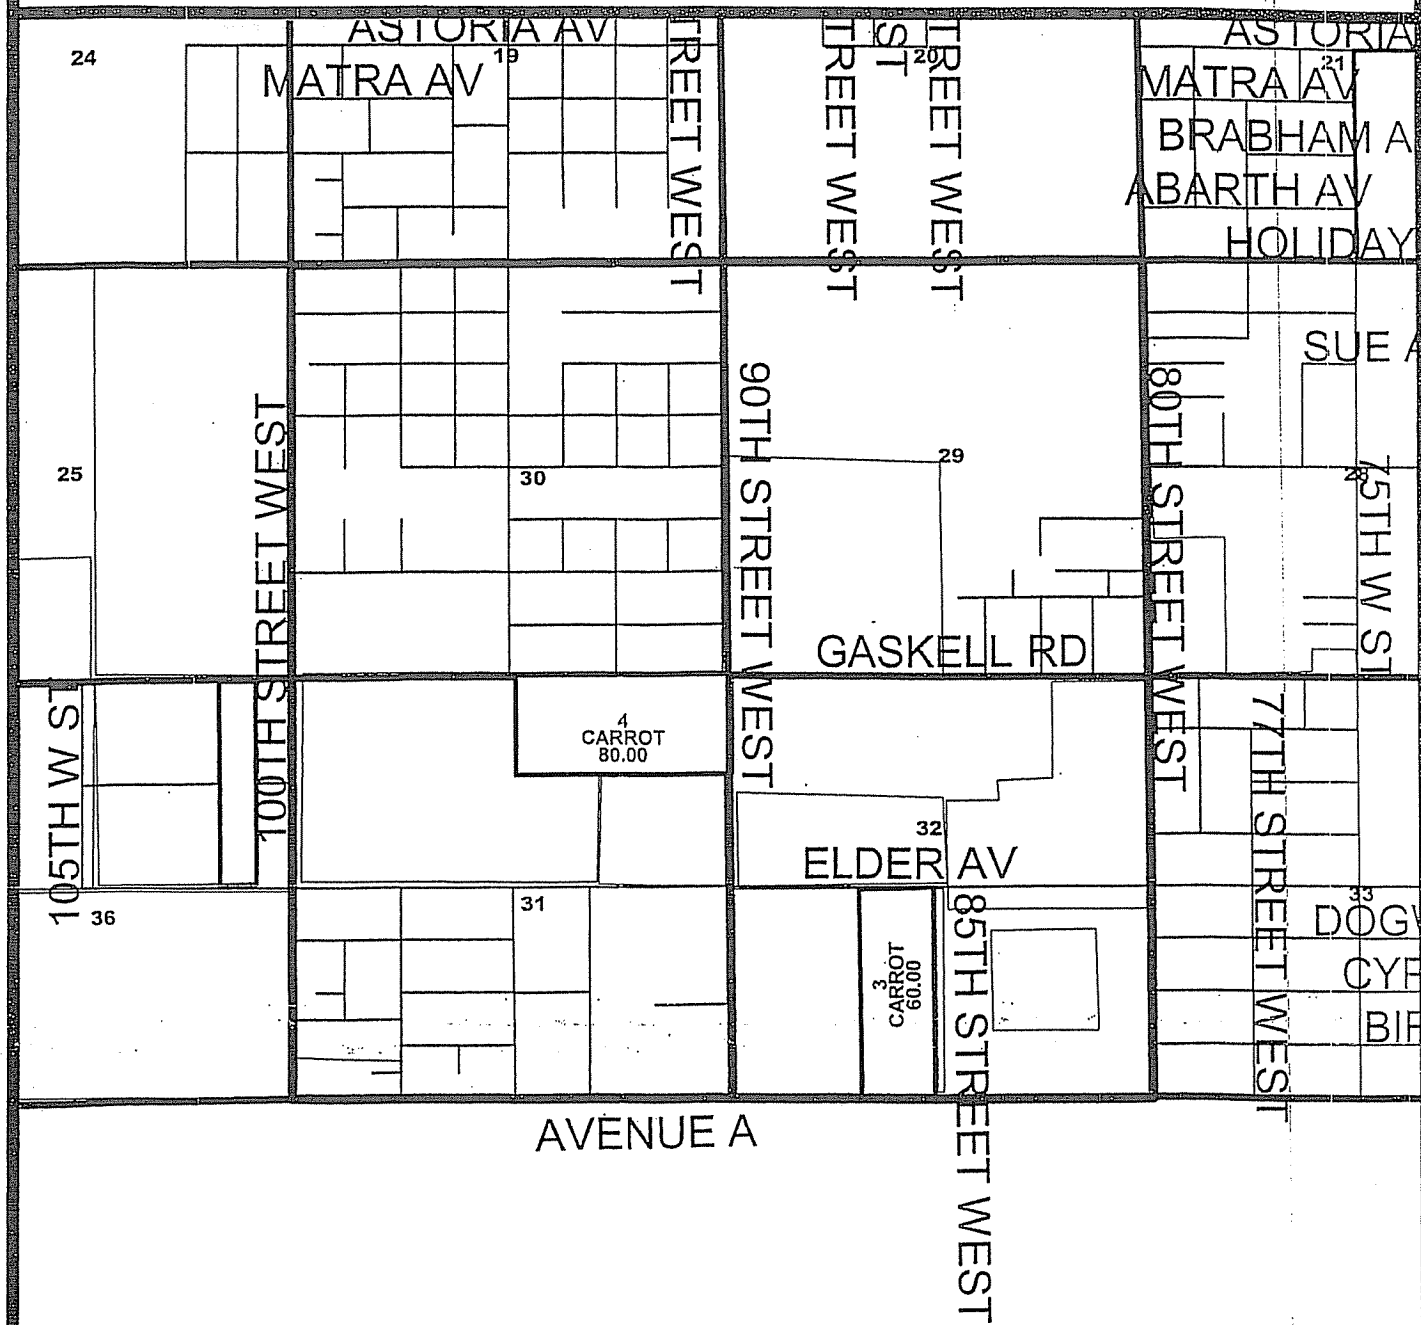 ASTORIA AV
ASTORIA
24
19
20
21
MATRA AV
MATRA AV
BRABHAM A
ABARTH AV
HOLIDAY
TREET WEST
TREET WEST
ST
TREET WEST
SUE A
90TH STREET WEST
80TH STREET WEST
100TH STREET WEST
75TH W ST
25
30
29
28
GASKELL RD
4
CARROT
80.00
105TH W ST
77TH STREET WEST
32
ELDER AV
36
31
33
DOGW
CYP
BIR
3
CARROT
60.00
85TH STREET WEST
AVENUE A